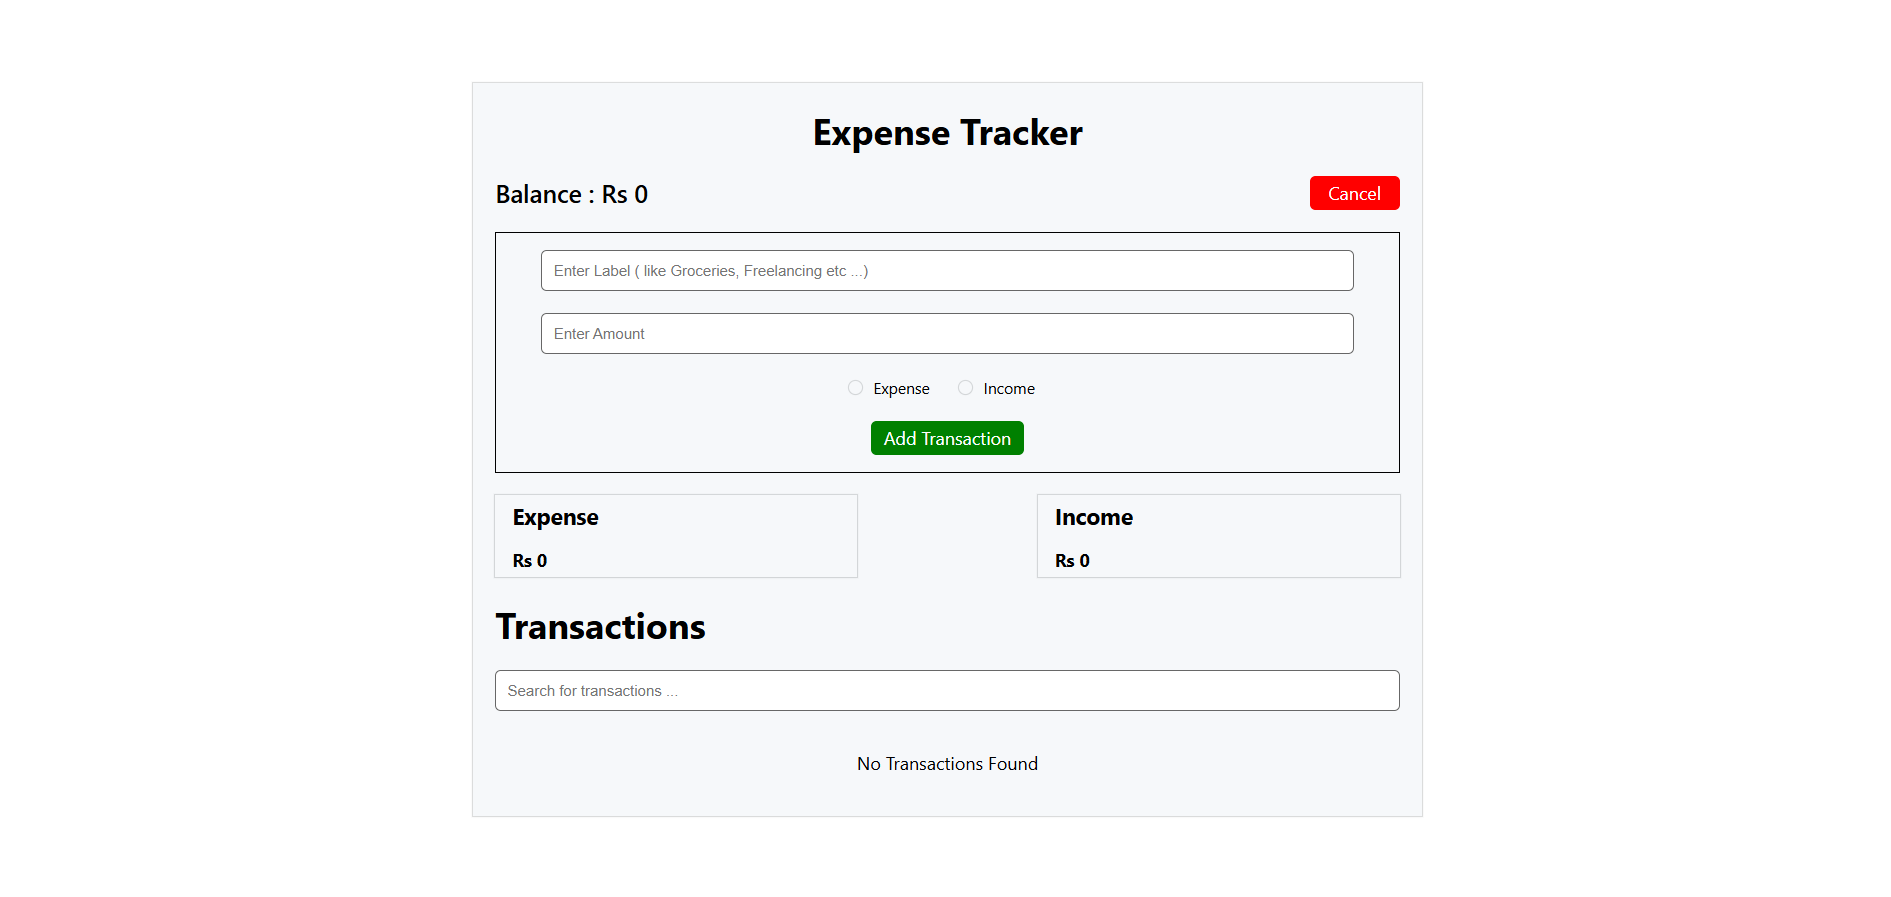 Expense Tracker
Balance : Rs 0
Cancel
Enter Label ( like Groceries, Freelancing etc ...)
Enter Amount
Expense Income
Add Transaction
Expense
Rs 0
Income
Rs 0
Transactions
Search for transactions ...
No Transactions Found